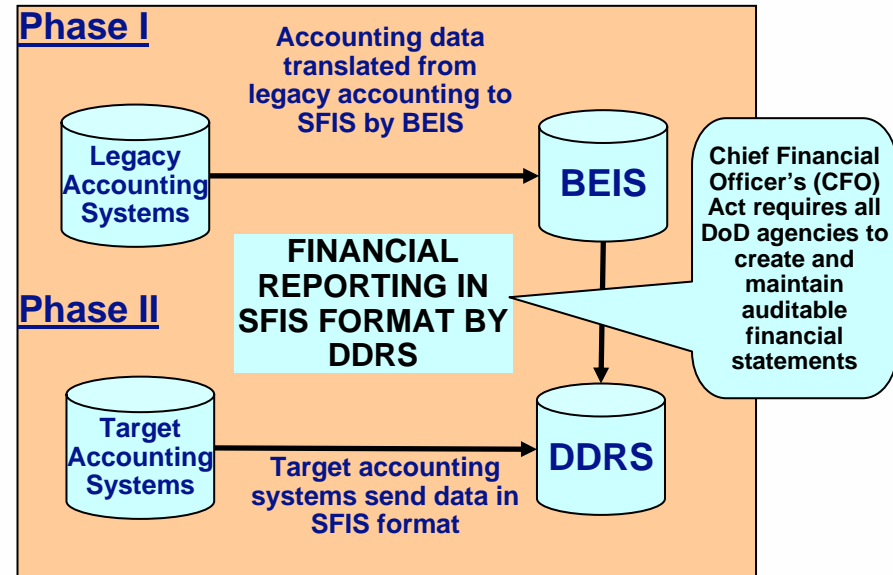 Phase I
Accounting data
translated from
legacy accounting to
SFIS by BEIS
Legacy
Accounting
Systems
BEIS
Chief Financial
Officer's (CFO)
Act requires all
DoD agencies to
create and
maintain
auditable
financial
statements
FINANCIAL
REPORTING IN
SFIS FORMAT BY
DDRS
Phase II
Target
Accounting
Systems
DDRS
Target accounting
systems send data in
SFIS format